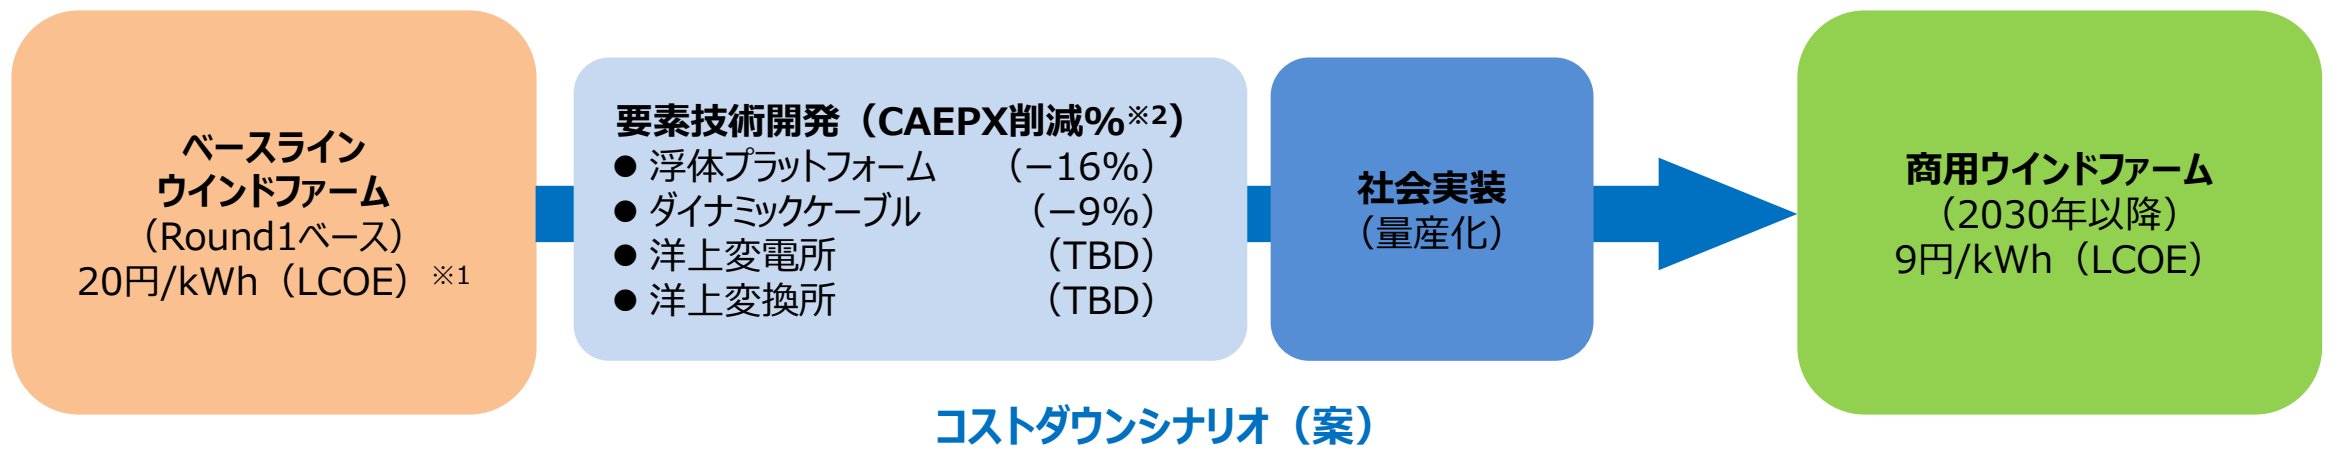 ベースライン
ウインドファーム
（Round1ベース）
20円/kWh（LCOE）※1
要素技術開発（CAEPX削減%※2）
● 浮体プラットフォーム （−16%）
● ダイナミックケーブル （−9%）
● 洋上変電所 （TBD）
● 洋上変換所 （TBD）
社会実装
（量産化）
商用ウインドファーム
（2030年以降）
9円/kWh（LCOE）
コストダウンシナリオ（案）